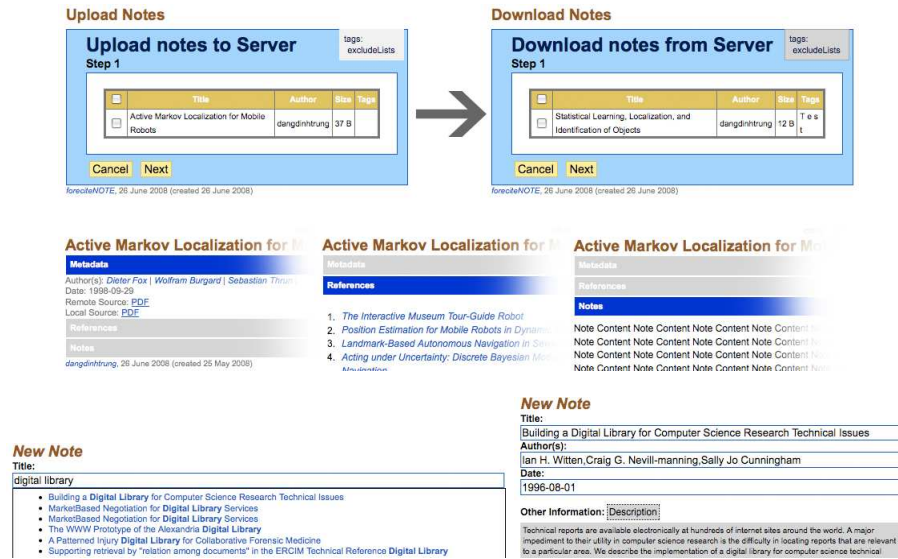 Upload Notes
Upload notes to Server
tags:
excludeLists
Step 1
Title Author Size Tags
Active Markov Localization for Mobile
Robots
dangdinhtrung 37 B
Cancel Next
foreciteNOTE, 26 June 2008 (created 26 June 2008)
Download Notes
Download notes from Server
tags:
excludeLists
Step 1
Title Author Size Tags
Statistical Learning, Localization, and
Identification of Objects
dangdinhtrung 12 B T e s
t
Cancel Next
foreciteNOTE, 26 June 2008 (created 26 June 2008)
Active Markov Localization for
Metadata
Author(s): Dieter Fox | Wolfram Burgard | Sebastian Thrun
Date: 1998-09-29
Remote Source: PDF
Local Source: PDF
References
Notes
dangdinhtrung, 26 June 2008 (created 25 May 2008)
Active Markov Localization for
Metadata
References
1. The Interactive Museum Tour-Guide Robot
2. Position Estimation for Mobile Robots in
3. Landmark-Based Autonomous Navigation in
4. Acting under Uncertainty: Discrete Bayesian
Navigation
Active Markov Localization for
Metadata
References
Notes
Note Content Note Content Note Content Note Content
Note Content Note Content Note Content Note Content
Note Content Note Content Note Content Note Content
Note Content Note Content Note Content Note Content
New Note
Title:
digital library
Building a Digital Library for Computer Science Research Technical Issues
MarketBased Negotiation for Digital Library Services
MarketBased Negotiation for Digital Library Services
The WWW Prototype of the Alexandria Digital Library
A Patterned Injury Digital Library for Collaborative Forensic Medicine
Supporting retrieval by "relation among documents" in the ERCIM Technical Reference Digital Library
New Note
Title:
Building a Digital Library for Computer Science Research Technical Issues
Author(s):
Ian H. Witten,Craig G. Nevill-manning,Sally Jo Cunningham
Date:
1996-08-01
Other Information: Description
Technical reports are available electronically at hundreds of internet sites around the world. A major
impediment to their utility in computer science research is the difficulty in locating reports that are relevant
to a particular area. We describe the implementation of a digital library for computer science technical